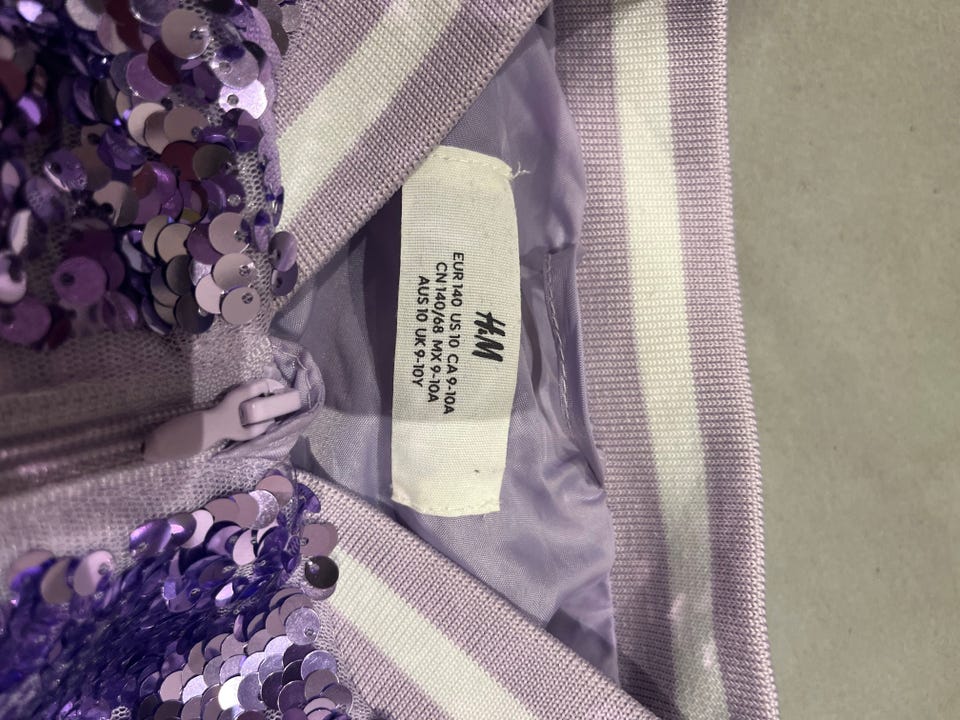 H&M
EUR 140 US 10 CA 9-10A
CN 140/68 MX 9-10A
AUS 10 UK 9-10Y